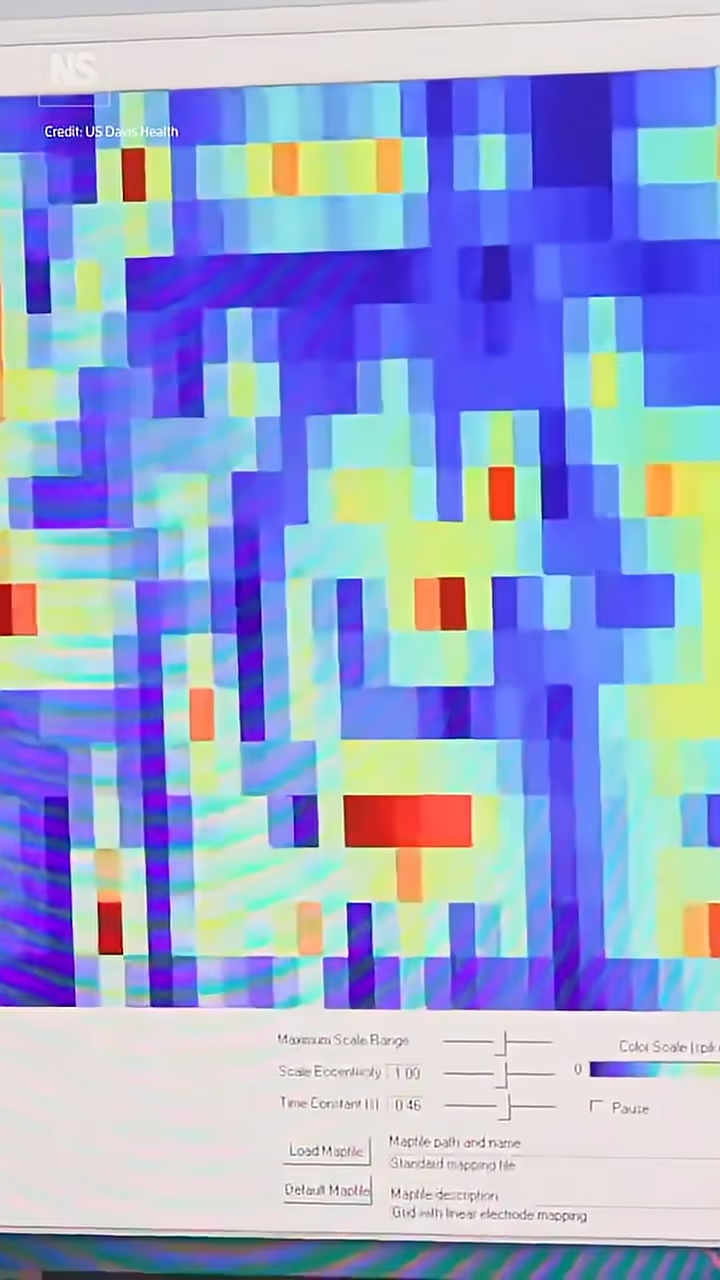 NS
Credit: US Davis Health
Maximum Scale Range
Scale Eccentricity 1.00
Time Constant [s] 0.46
Color Scale
0
Pause
Load Mapfile
Mapfile path and name
Standard mapping file
Default Mapfile
Mapfile description
Grid with linear electrode mapping